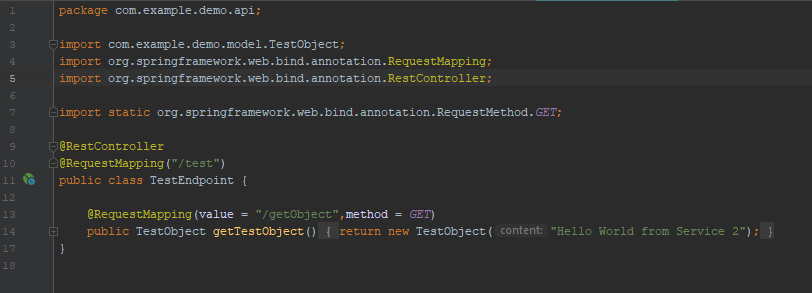 1 package com.example.demo.api;
2
3 import com.example.demo.model.TestObject;
4 import org.springframework.web.bind.annotation.RequestMapping;
5 import org.springframework.web.bind.annotation.RestController;
6
7 import static org.springframework.web.bind.annotation.RequestMethod.GET;
8
9 @RestController
10 @RequestMapping("/test")
11 public class TestEndpoint {
12
13 @RequestMapping(value = "/getObject",method = GET)
14 public TestObject getTestObject() { return new TestObject( content: "Hello World from Service 2"); }
17 }
18